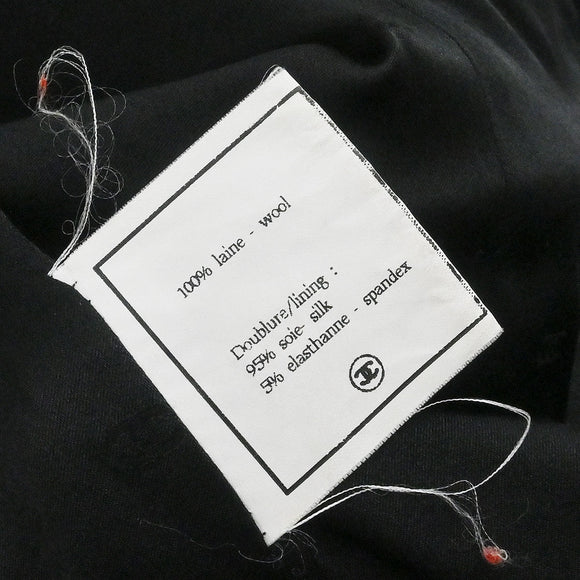 100% laine - wool
Doublure/lining :
95% soie- silk
5% elasthanne - spandex